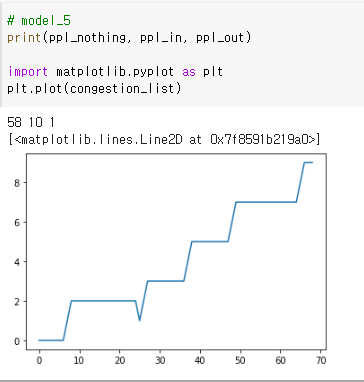 # model_5
print(ppl_nothing, ppl_in, ppl_out)
import matplotlib.pyplot as plt
plt.plot(congestion_list)
58 10 1
[<matplotlib.lines.Line2D at 0x7f8591b219a0>]
8
6
4
2
0
0 10 20 30 40 50 60 70